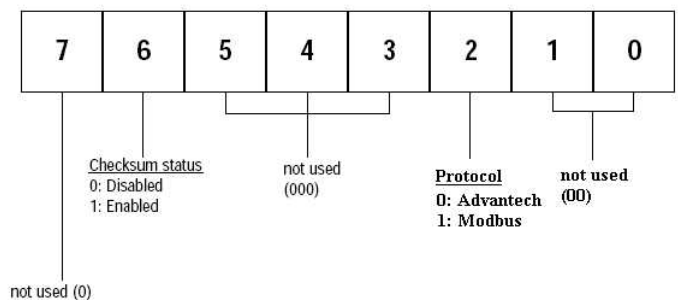 7 6 5 4 3 2 1 0
Checksum status
0: Disabled
1: Enabled
not used
(000)
Protocol
0: Advantech
1: Modbus
not used
(00)
not used (0)